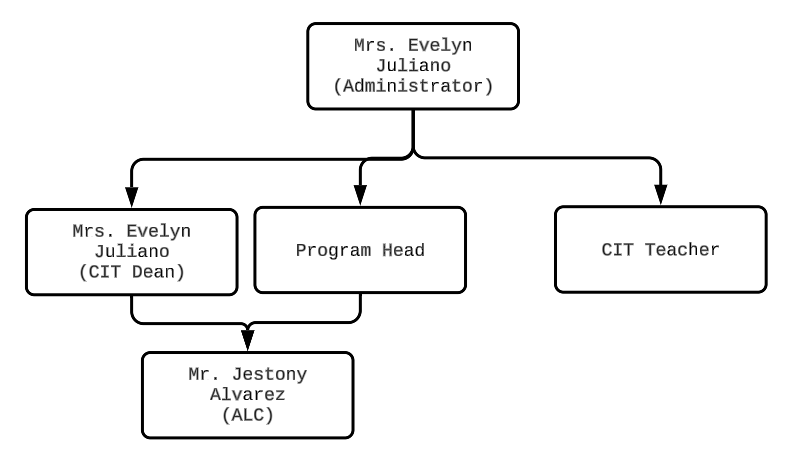 Mrs. Evelyn
Juliano
(Administrator)
Mrs. Evelyn
Juliano
(CIT Dean)
Program Head
CIT Teacher
Mr. Jestony
Alvarez
(ALC)